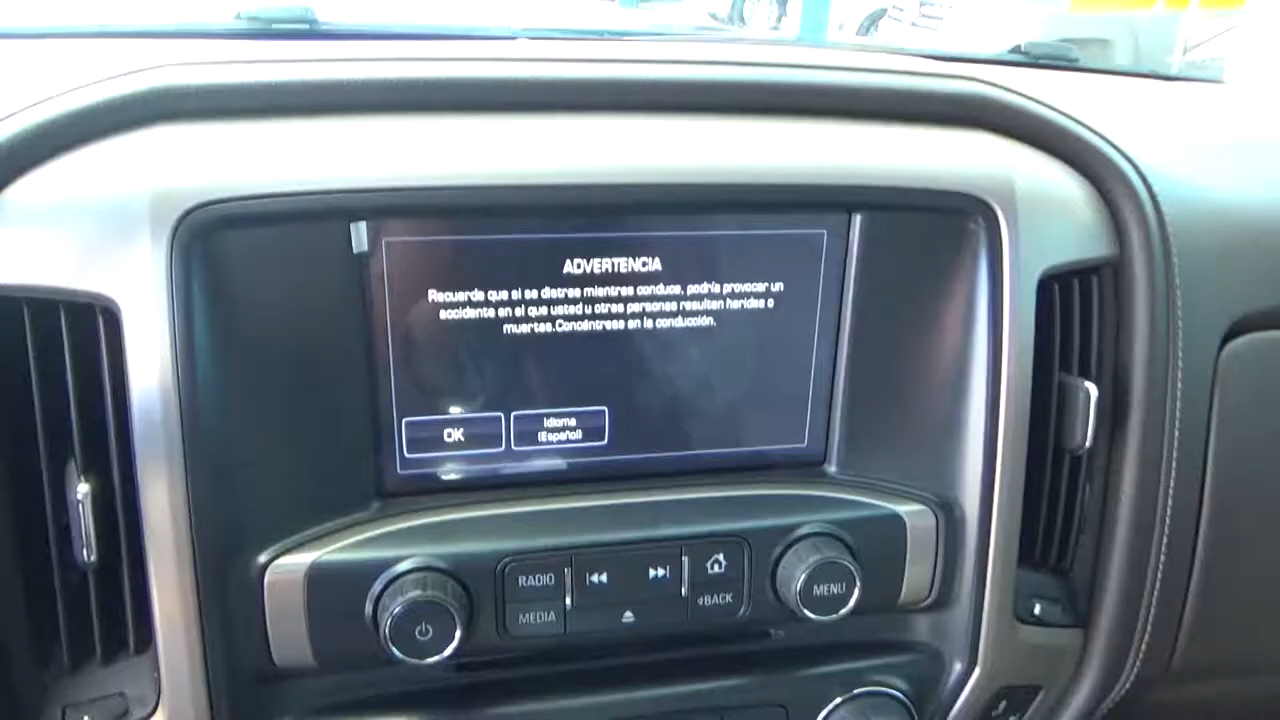 ADVERTENCIA
Recuerde que si se distrae mientras conduce, podría provocar un
accidente en el que usted u otras personas resulten heridas o
muertas.Concéntrese en la conducción.
OK
Idioma
(Español)
RADIO
MEDIA
BACK
MENU